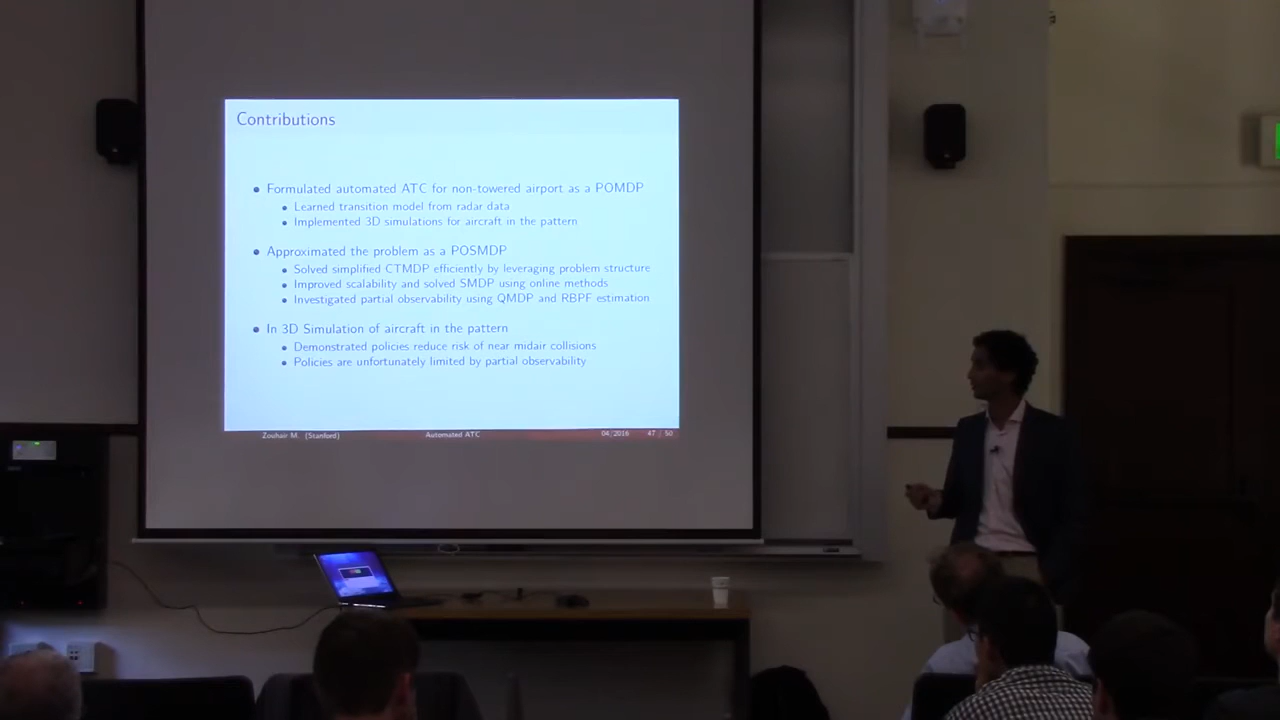 Contributions
• Formulated automated ATC for non-towered airport as a POMDP
• Learned transition model from radar data
• Implemented 3D simulations for aircraft in the pattern
• Approximated the problem as a POSMDP
• Solved simplified CTMDP efficiently by leveraging problem structure
• Improved scalability and solved SMDP using online methods
• Investigated partial observability using QMDP and RBPF estimation
• In 3D Simulation of aircraft in the pattern
• Demonstrated policies reduce risk of near midair collisions
• Policies are unfortunately limited by partial observability
Zouhair M. (Stanford) Automated ATC 04/2016 47 / 50